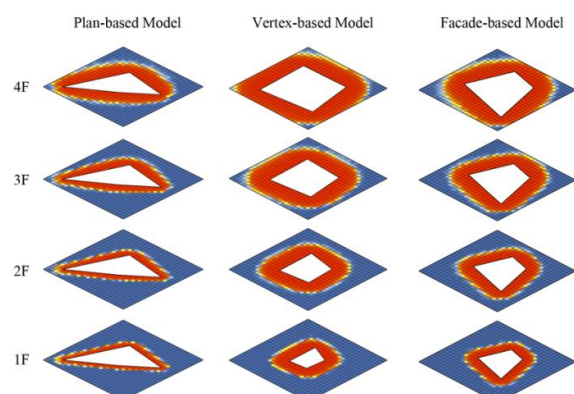 Plan-based Model Vertex-based Model Facade-based Model
4F
3F
2F
1F